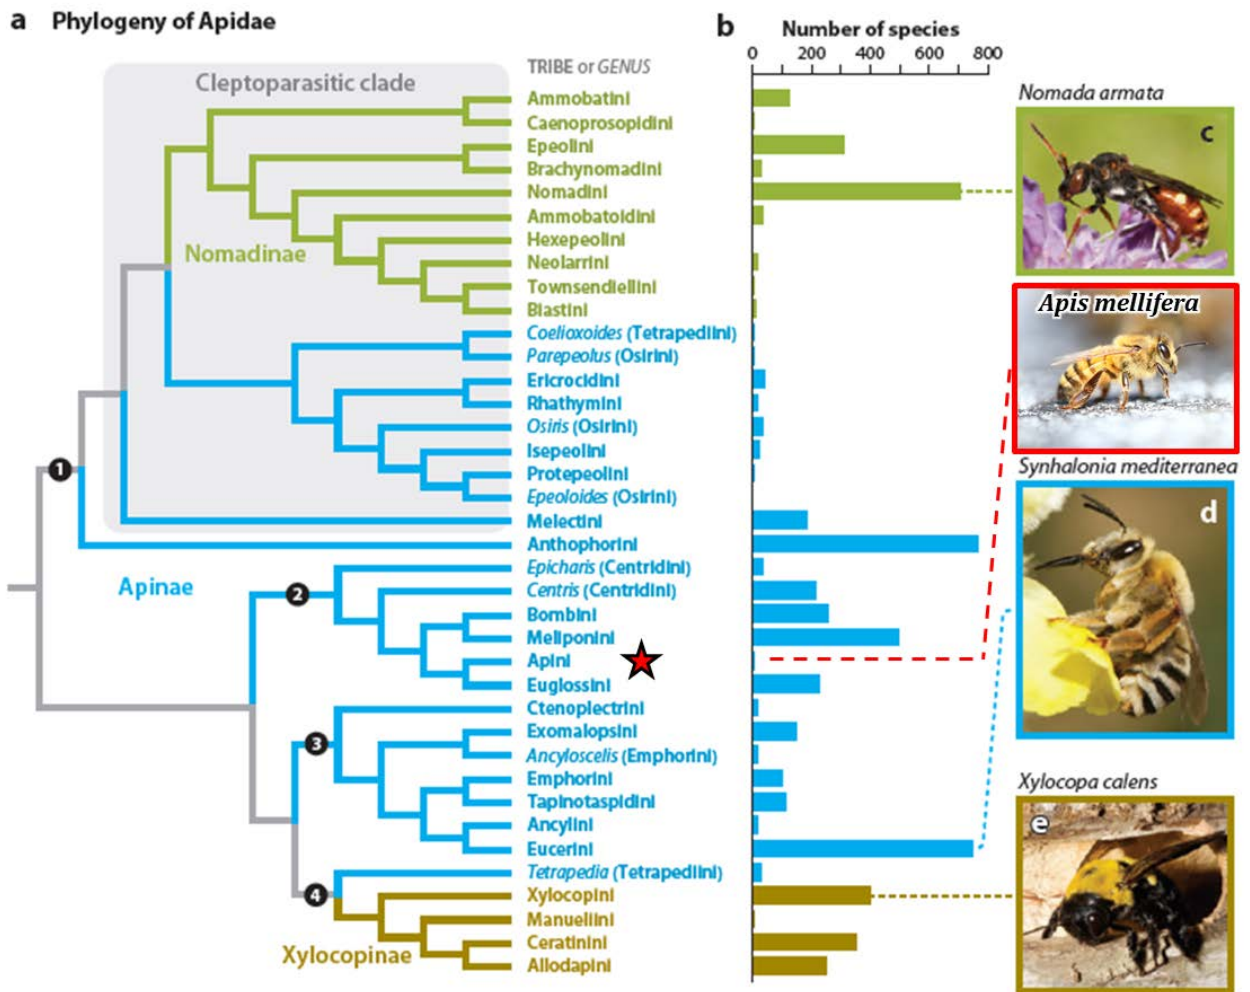 a Phylogeny of Apidae
b Number of species
0 200 400 600 800
TRIBE or GENUS
Cleptoparasitic clade
Ammobatini
Caenoprosopidini
Epeolini
Brachynomadini
Nomadini
Ammobatoidini
Hexepeolini
Nomadinae
Neolarrini
Townsendiellini
Biastini
Coelioxoides (Tetrapediini)
Parepeolus (Osirini)
Ericrocidini
Rhathymini
Osiris (Osirini)
Isepeolini
1
Protepeolini
Epeoloides (Osirini)
Melectini
Anthophorini
Apinae
Epicharis (Centridini)
2
Centris (Centridini)
Bombini
Meliponini
Apini
Euglossini
Ctenoplectrini
Exomalopsini
3
Ancyloscelis (Emphorini)
Emphorini
Tapinotaspidini
Ancylini
Eucerini
Tetrapedia (Tetrapediini)
4
Xylocopini
Manueliini
Xylocopinae
Ceratinini
Allodapini
Nomada armata
c
Apis mellifera
Synhalonia mediterranea
d
Xylocopa calens
e